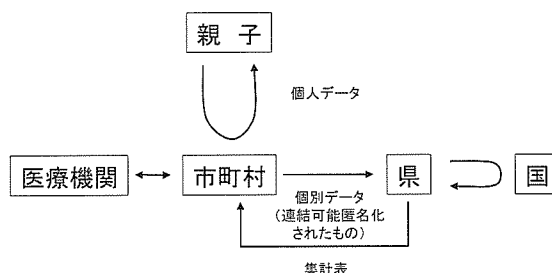 親 子
個人データ
医療機関
市町村
県
国
個別データ
（連結可能匿名化
されたもの）
集計表